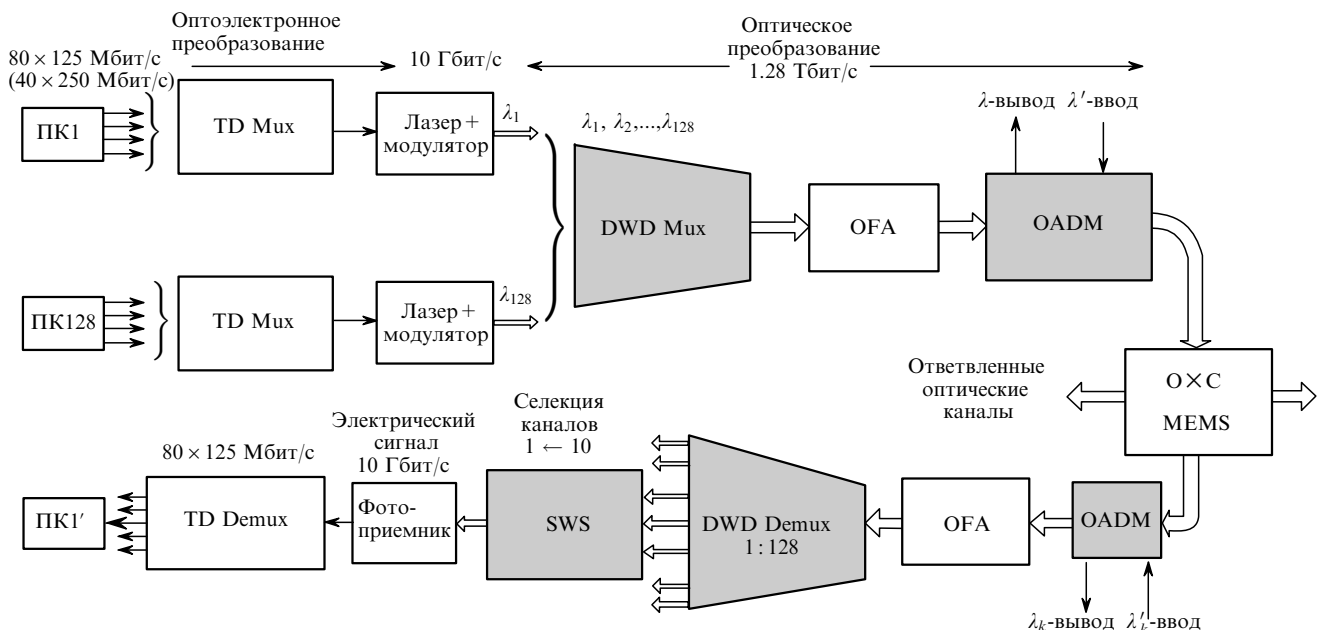 Оптоэлектронное
преобразование
80 × 125 Мбит/с
(40 × 250 Мбит/с)
10 Гбит/с
Оптическое
преобразование
1.28 Тбит/с
ПК1
TD Mux
Лазер +
модулятор
λ₁
λ₁, λ₂,...,λ₁₂₈
DWD Mux
OFA
λ-вывод
λ′-ввод
OADM
ПК128
TD Mux
Лазер +
модулятор
λ₁₂₈
Ответвленные
оптические
каналы
O×C
MEMS
80 × 125 Мбит/с
Электрический
сигнал
10 Гбит/с
Селекция
каналов
1 ← 10
ПК1′
TD Demux
Фото-
приемник
SWS
DWD Demux
1 : 128
OFA
OADM
λₖ-вывод
λ′ₖ-ввод